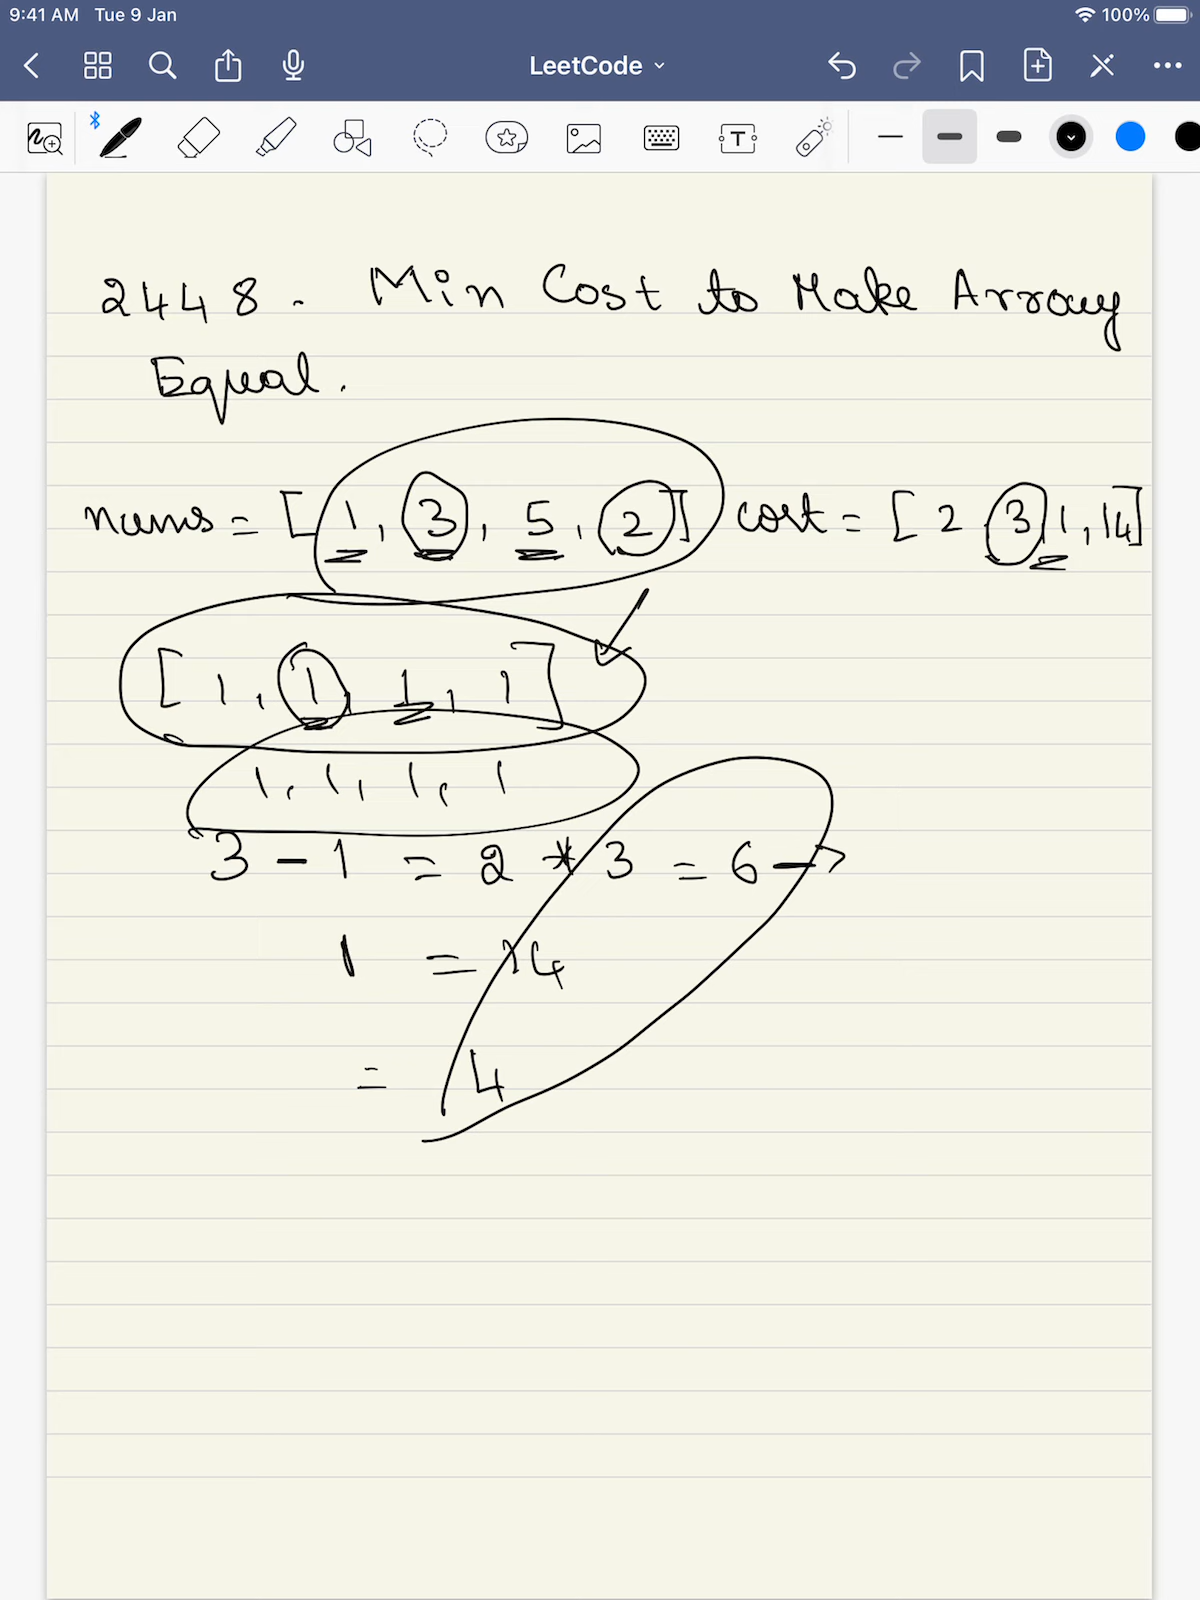 9:41 AM Tue 9 Jan 100%
LeetCode
T
2448. Min Cost to Make Array
Equal.
nums = [1, 3, 5, 2] cost = [2 3 1, 14]
[1, 1, 1, 1]
1, 1, 1, 1
3 - 1 = 2 * 3 = 6 →
1 = 14
= 4